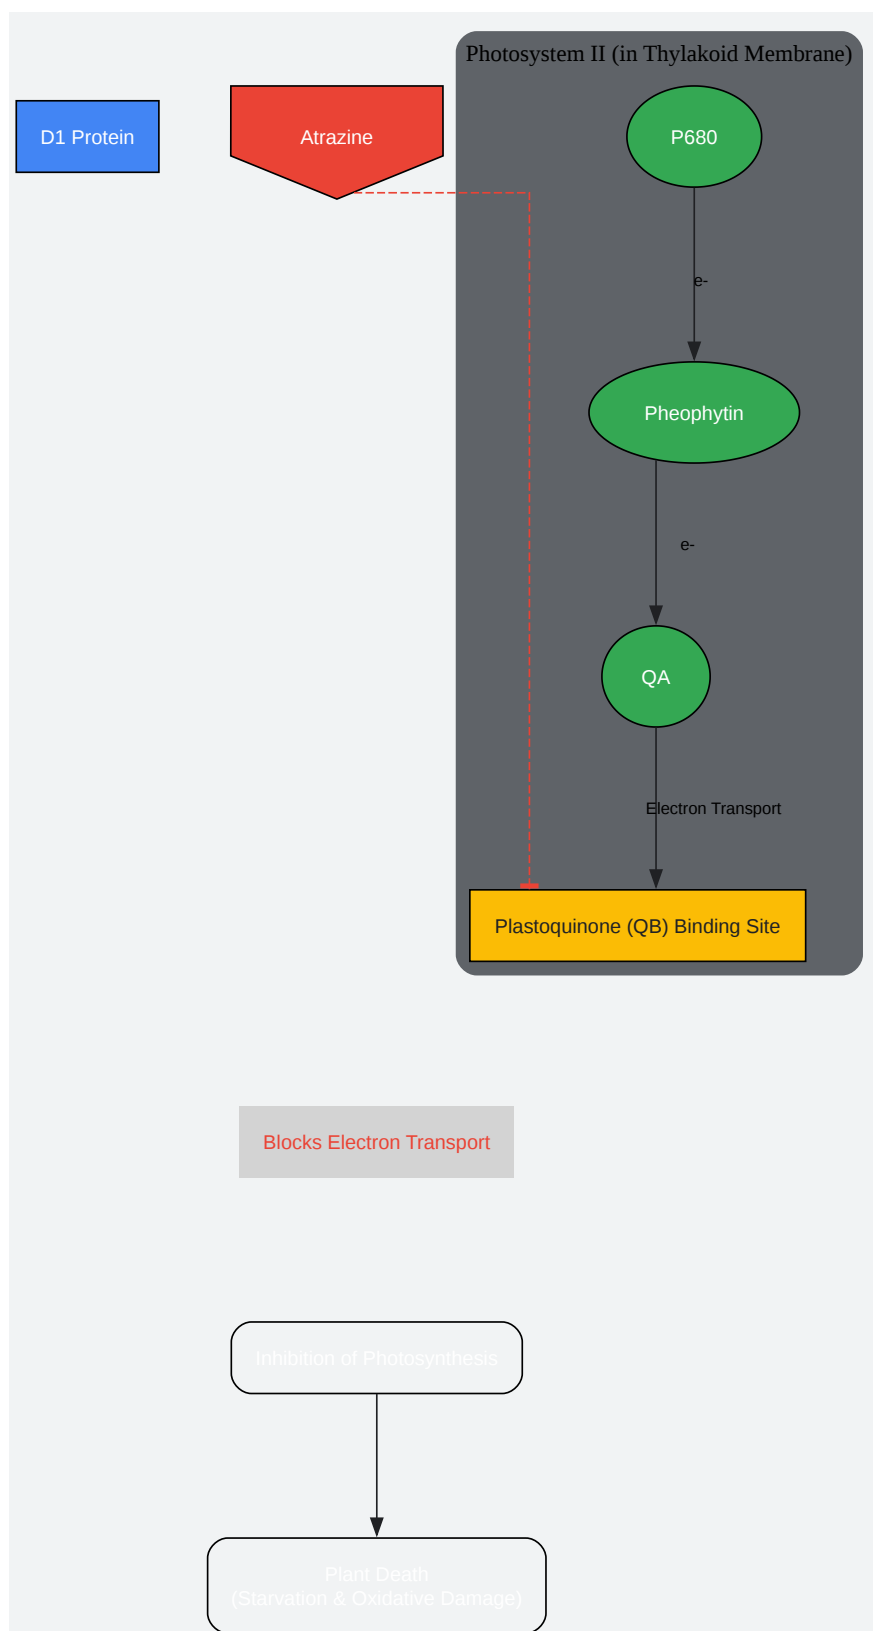 Photosystem II (in Thylakoid Membrane)
D1 Protein
Atrazine
P680
e-
Pheophytin
e-
QA
Electron Transport
Plastoquinone (QB) Binding Site
Blocks Electron Transport
Inhibition of Photosynthesis
Plant Death
(Starvation & Oxidative Damage)